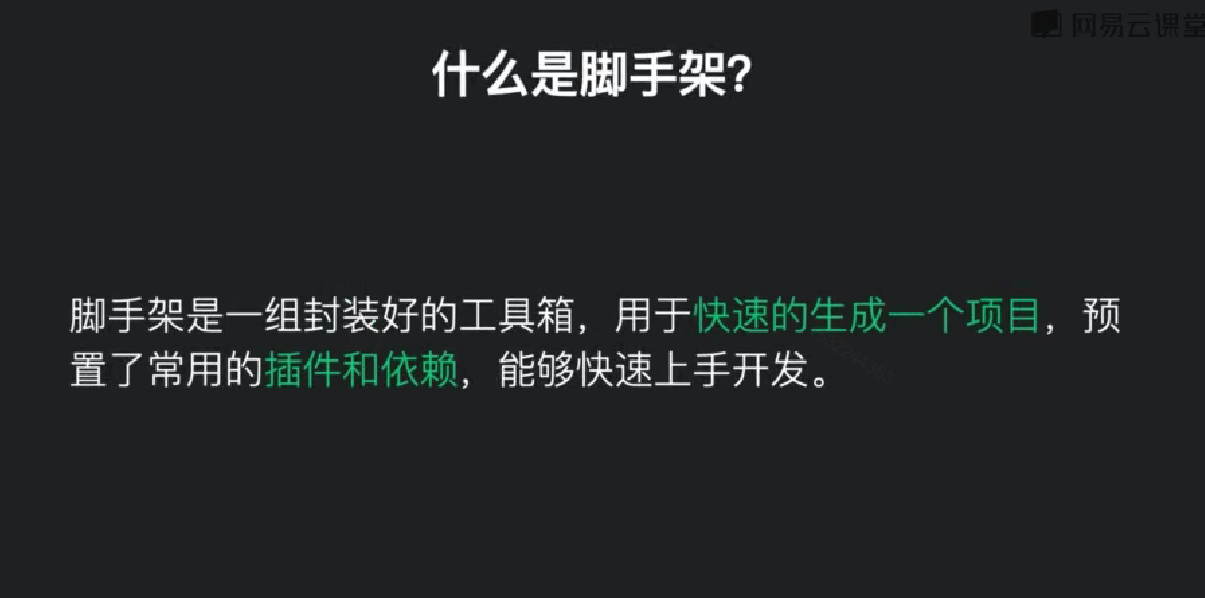 网易云课堂
什么是脚手架？
脚手架是一组封装好的工具箱，用于快速的生成一个项目，预
置了常用的插件和依赖，能够快速上手开发。